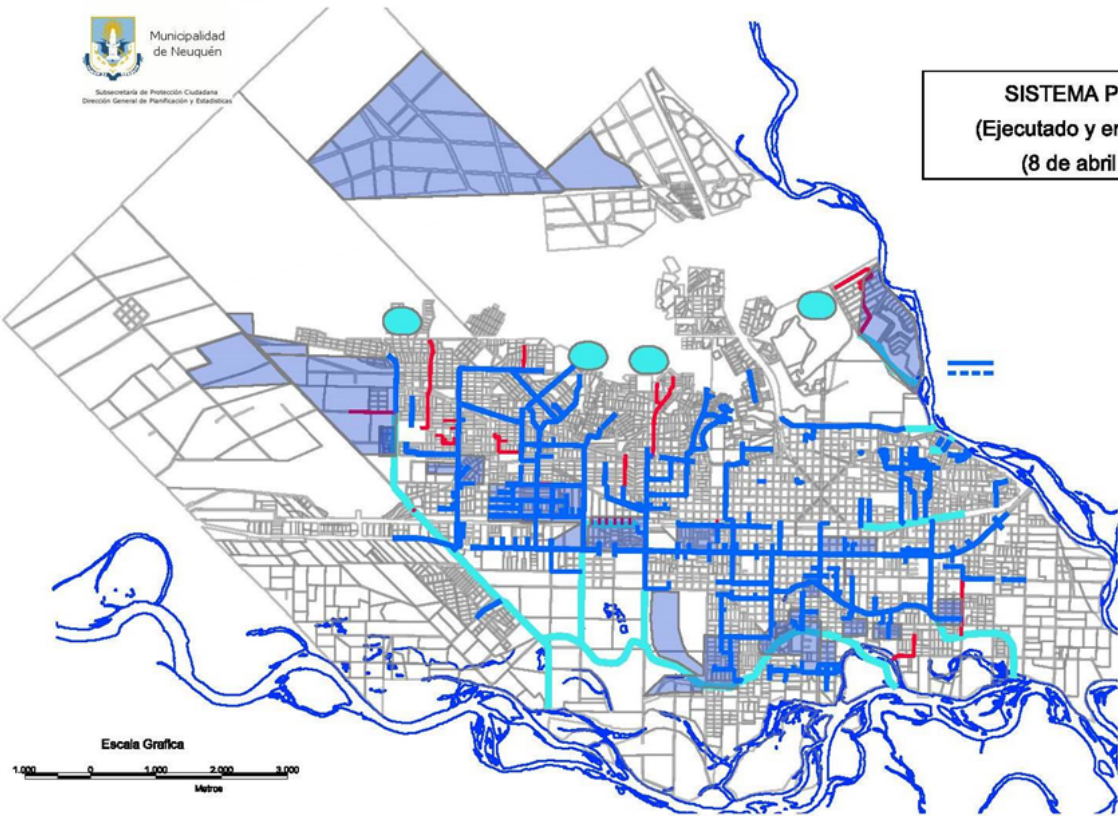 Municipalidad
de Neuquén
Subsecretaría de Protección Ciudadana
Dirección General de Planificación y Estadísticas
SISTEMA P
(Ejecutado y en
(8 de abril
Escala Grafica
1.000 0 1.000 2.000 3.000
Metros